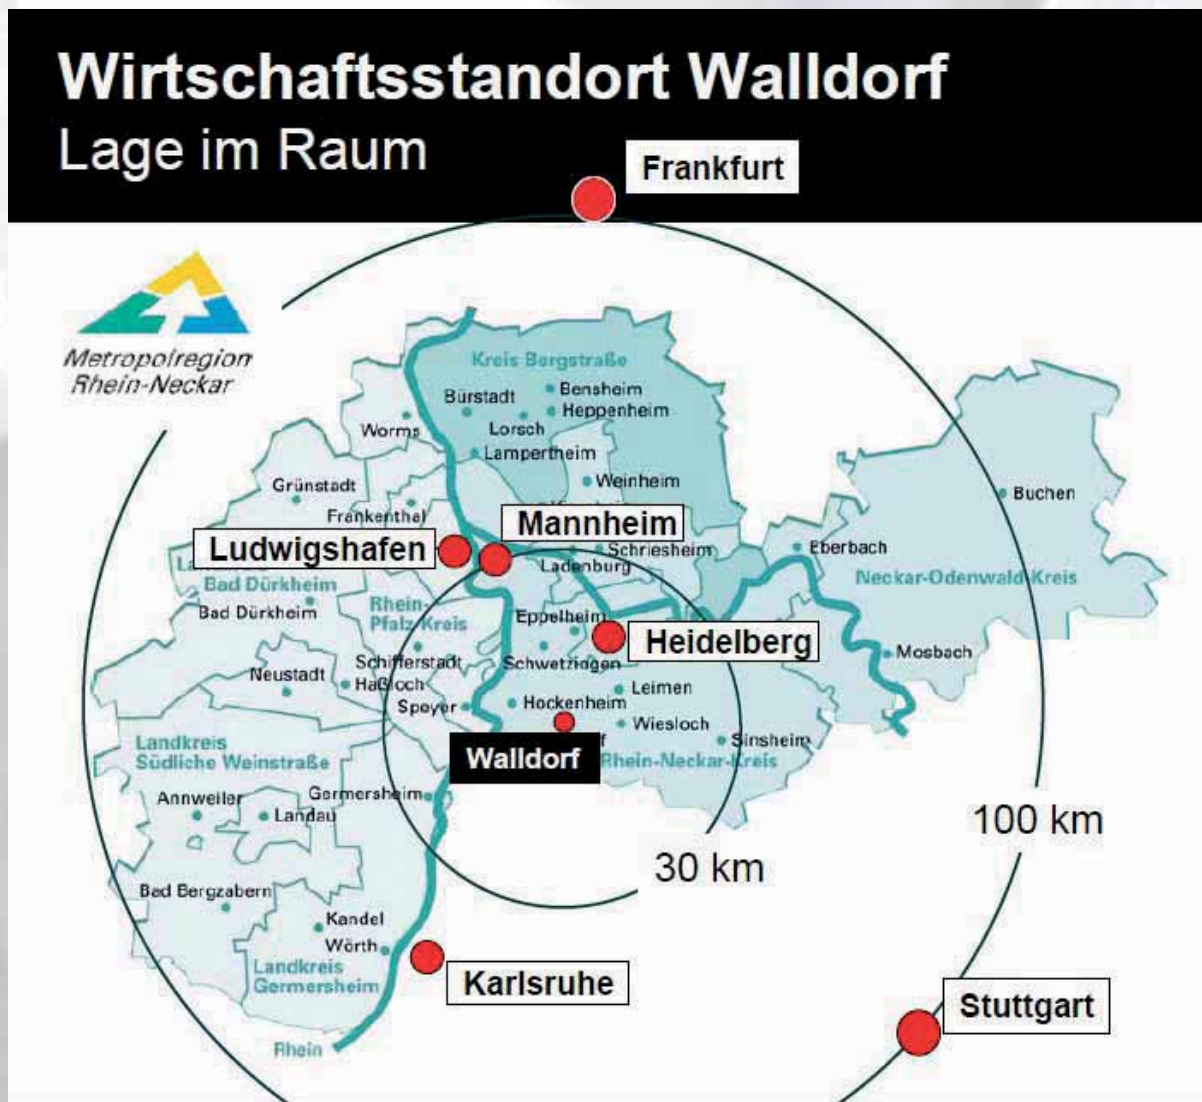 Wirtschaftsstandort Walldorf
Lage im Raum
Frankfurt
Metropolregion
Rhein-Neckar
Kreis Bergstraße
Bensheim
Bürstadt
Heppenheim
Worms
Lorsch
Lampertheim
Weinheim
Grünstadt
Buchen
Frankenthal
Mannheim
Ludwigshafen
Schriesheim
Eberbach
Ladenburg
Neckar-Odenwald-Kreis
Bad Dürkheim
Bad Dürkheim
Rhein-
Pfalz-Kreis
Eppelheim
Heidelberg
Mosbach
Schifferstadt
Schwetzingen
Neustadt
Haßloch
Leimen
Speyer
Hockenheim
Wiesloch
Sinsheim
Landkreis
Südliche Weinstraße
Walldorf
f
Rhein-Neckar-Kreis
Annweiler
Germersheim
Landau
100 km
30 km
Bad Bergzabern
Kandel
Wörth
Landkreis
Germersheim
Karlsruhe
Stuttgart
Rhein